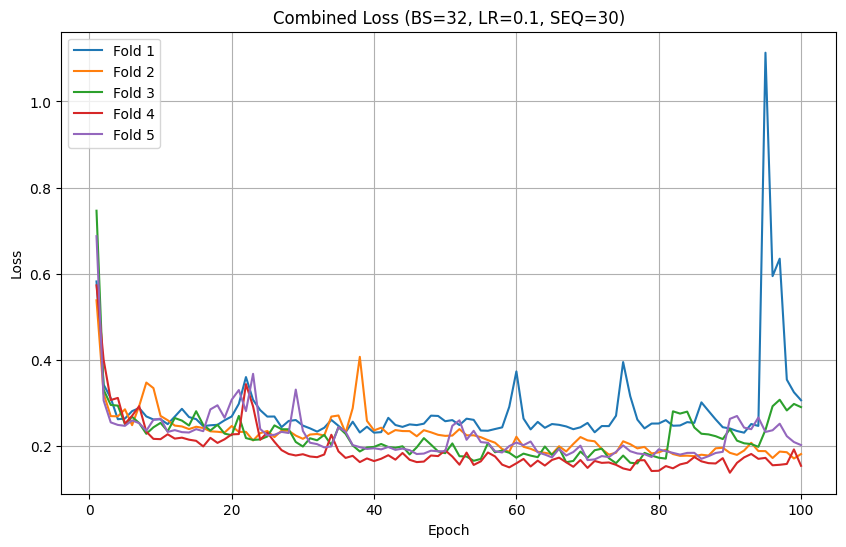 Combined Loss (BS=32, LR=0.1, SEQ=30)
Fold 1
Fold 2
Fold 3
Fold 4
Fold 5
Loss
1.0
0.8
0.6
0.4
0.2
0 20 40 60 80 100
Epoch